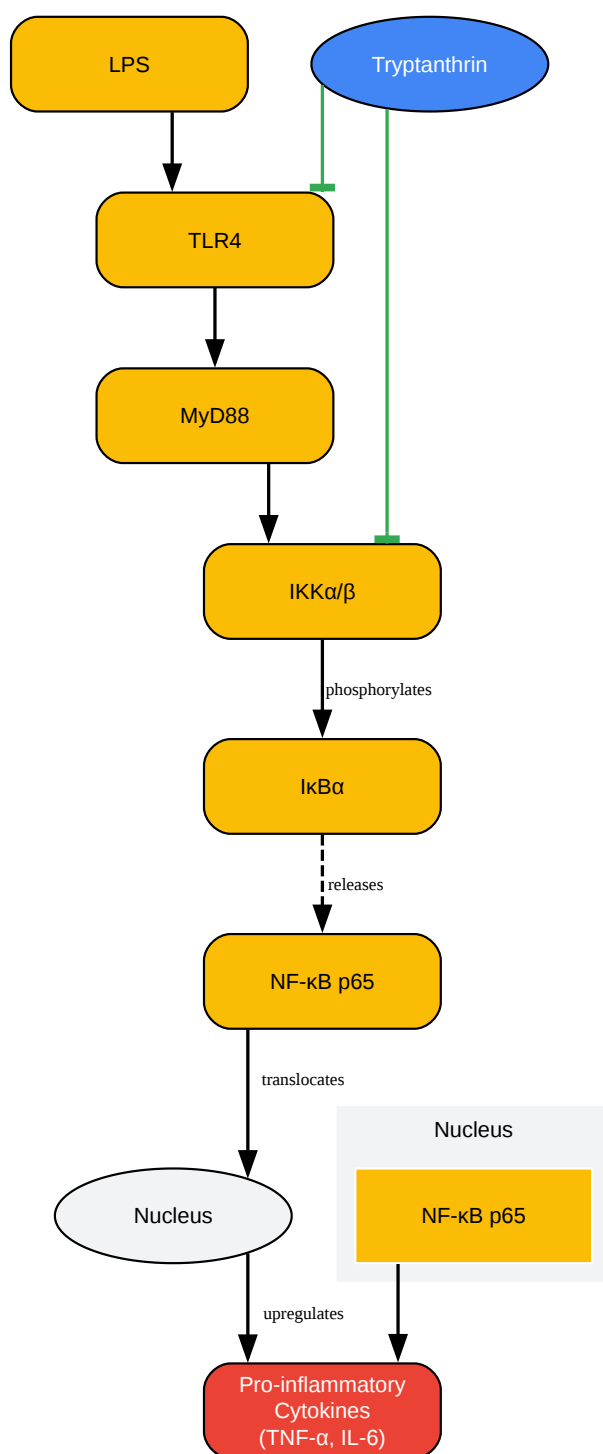 LPS
Tryptanthrin
TLR4
MyD88
IKKα/β
phosphorylates
IκBα
releases
NF-κB p65
translocates
Nucleus
NF-κB p65
Nucleus
upregulates
Pro-inflammatory
Cytokines
(TNF-α, IL-6)